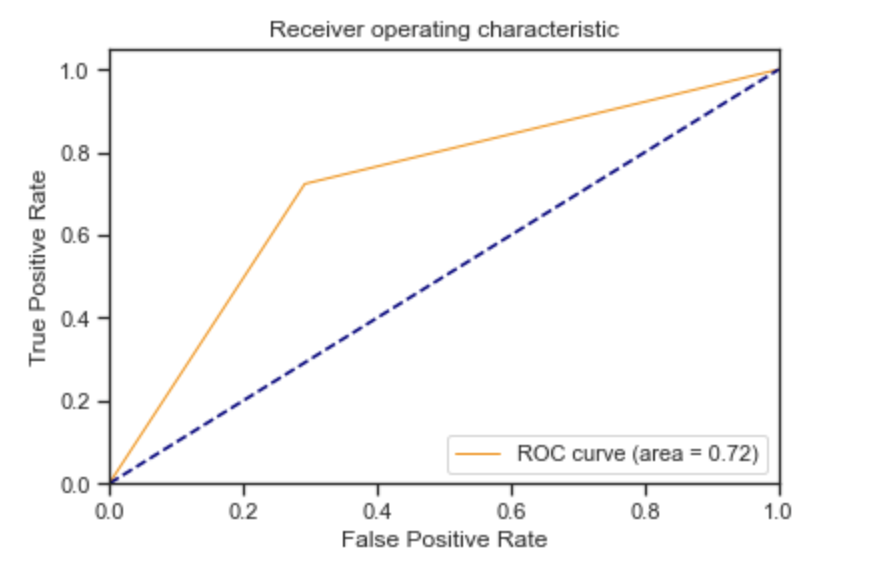 Receiver operating characteristic
True Positive Rate
1.0
0.8
0.6
0.4
0.2
0.0
ROC curve (area = 0.72)
0.0 0.2 0.4 0.6 0.8 1.0
False Positive Rate